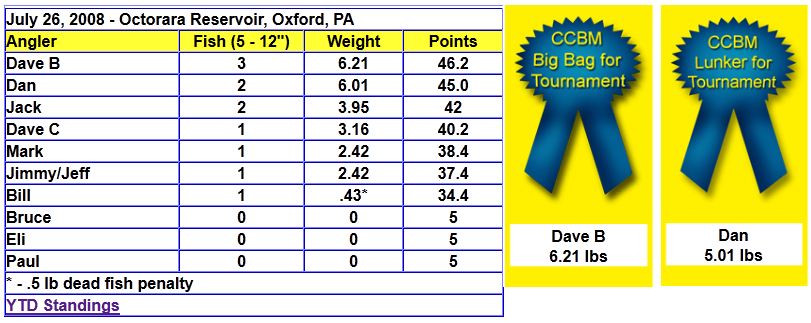 July 26, 2008 - Octorara Reservoir, Oxford, PA
Angler Fish (5 - 12") Weight Points
Dave B 3 6.21 46.2
Dan 2 6.01 45.0
Jack 2 3.95 42
Dave C 1 3.16 40.2
Mark 1 2.42 38.4
Jimmy/Jeff 1 2.42 37.4
Bill 1 .43* 34.4
Bruce 0 0 5
Eli 0 0 5
Paul 0 0 5
* - .5 lb dead fish penalty
YTD Standings
CCBM
Big Bag for
Tournament
Dave B
6.21 lbs
CCBM
Lunker for
Tournament
Dan
5.01 lbs